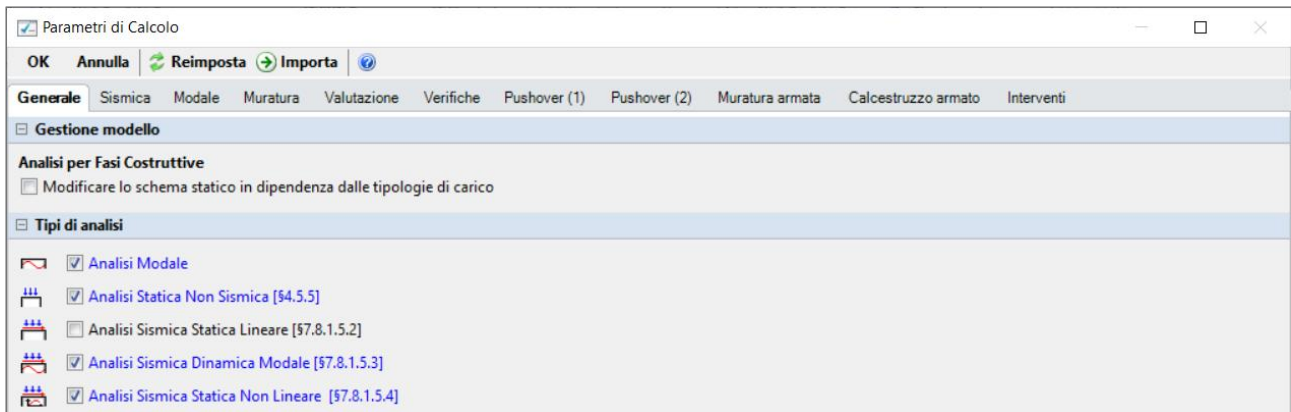 Parametri di Calcolo
OK Annulla Reimposta Importa
Generale Sismica Modale Muratura Valutazione Verifiche Pushover (1) Pushover (2) Muratura armata Calcestruzzo armato Interventi
Gestione modello
Analisi per Fasi Costruttive
Modificare lo schema statico in dipendenza dalle tipologie di carico
Tipi di analisi
Analisi Modale
Analisi Statica Non Sismica [§4.5.5]
Analisi Sismica Statica Lineare [§7.8.1.5.2]
Analisi Sismica Dinamica Modale [§7.8.1.5.3]
Analisi Sismica Statica Non Lineare [§7.8.1.5.4]